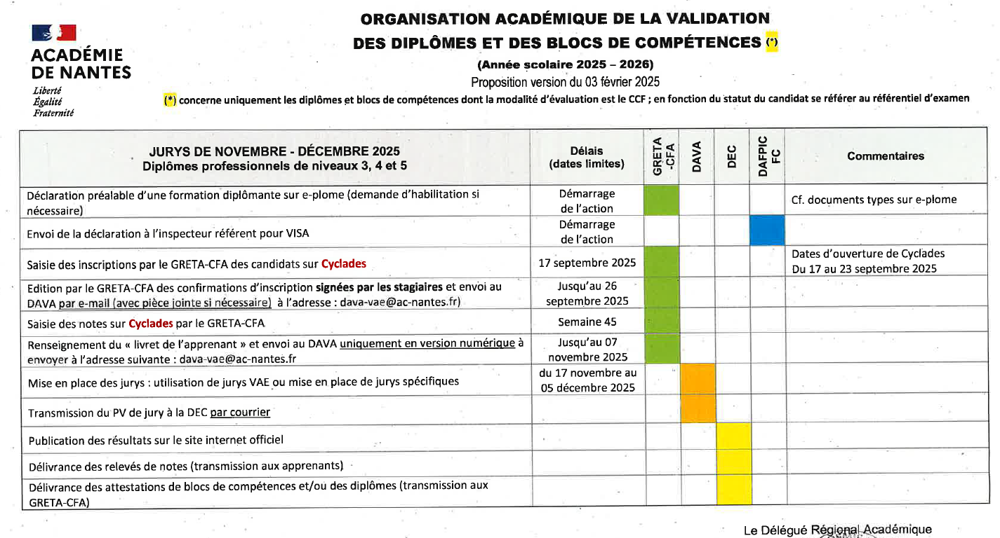 ORGANISATION ACADÉMIQUE DE LA VALIDATION
DES DIPLÔMES ET DES BLOCS DE COMPÉTENCES (*)
(Année scolaire 2025 – 2026)
Proposition version du 03 février 2025
ACADÉMIE
DE NANTES
Liberté
Égalité
Fraternité
(*) concerne uniquement les diplômes et blocs de compétences dont la modalité d'évaluation est le CCF ; en fonction du statut du candidat se référer au référentiel d'examen
JURYS DE NOVEMBRE - DÉCEMBRE 2025
Diplômes professionnels de niveaux 3, 4 et 5
Délais
(dates limites)
GRETA
-CFA
DAVA
DEC
DAFPIC
FC
Commentaires
Déclaration préalable d'une formation diplômante sur e-plome (demande d'habilitation si
nécessaire)
Démarrage
de l'action
Cf. documents types sur e-plome
Envoi de la déclaration à l'inspecteur référent pour VISA
Démarrage
de l'action
Saisie des inscriptions par le GRETA-CFA des candidats sur Cyclades
17 septembre 2025
Dates d'ouverture de Cyclades
Du 17 au 23 septembre 2025
Edition par le GRETA-CFA des confirmations d'inscription signées par les stagiaires et envoi au
DAVA par e-mail (avec pièce jointe si nécessaire) à l'adresse : dava-vae@ac-nantes.fr)
Jusqu'au 26
septembre 2025
Saisie des notes sur Cyclades par le GRETA-CFA
Semaine 45
Renseignement du « livret de l'apprenant » et envoi au DAVA uniquement en version numérique à
envoyer à l'adresse suivante : dava-vae@ac-nantes.fr
Jusqu'au 07
novembre 2025
Mise en place des jurys : utilisation de jurys VAE ou mise en place de jurys spécifiques
du 17 novembre au
05 décembre 2025
Transmission du PV de jury à la DEC par courrier
Publication des résultats sur le site internet officiel
Délivrance des relevés de notes (transmission aux apprenants)
Délivrance des attestations de blocs de compétences et/ou des diplômes (transmission aux
GRETA-CFA)
Le Délégué Régional Académique